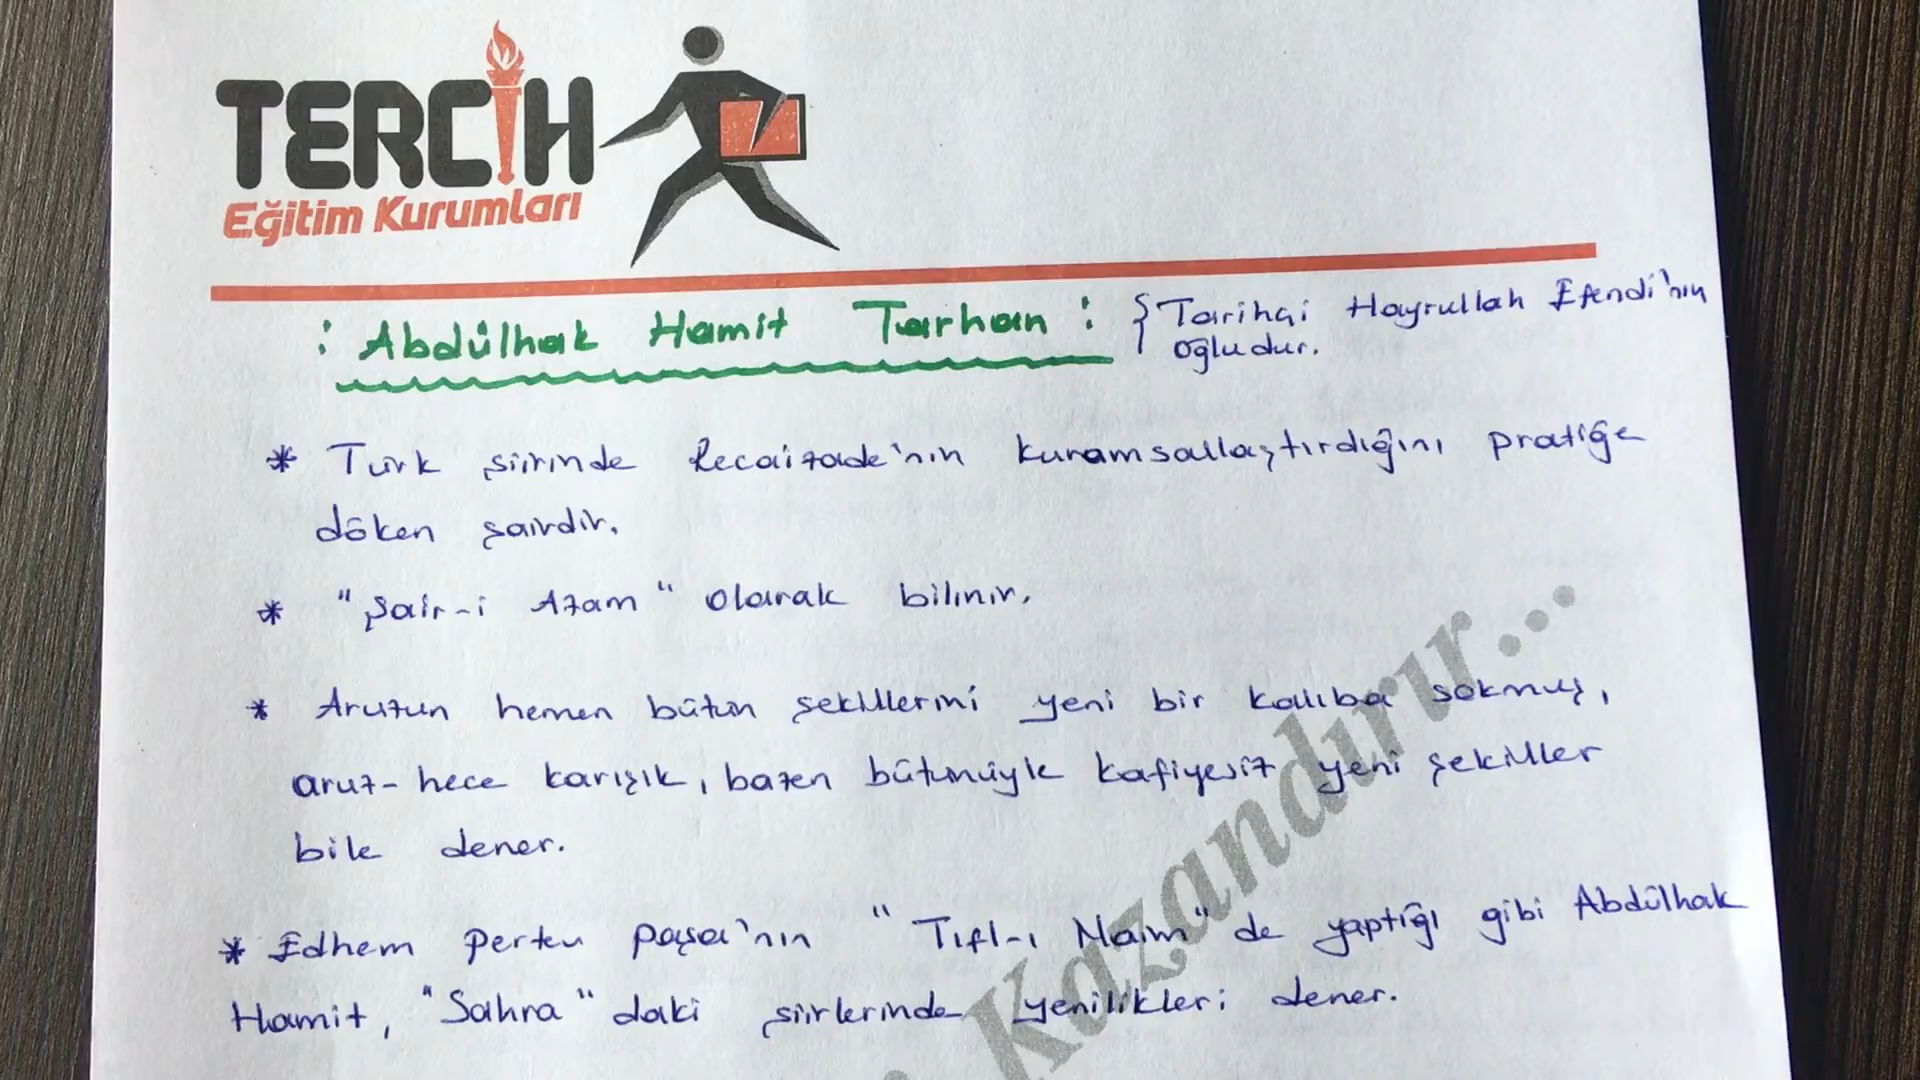 TERCİH
Eğitim Kurumları
: Abdülhak Hamit Tarhan : { Tarihçi Hayrullah Efendi'nin
oğludur.
* Türk şiirinde Recaizade'nin kuramsallaştırdığını pratiğe
döken şairdir.
* "Şair-i Azam" olarak bilinir.
* Aruzun hemen bütün şekillerini yeni bir kalıba sokmuş,
aruz-hece karışık, bazen bütünüyle kafiyesiz yeni şekiller
bile dener.
* Edhem Pertev Paşa'nın "Tıfl-ı Naim" de yaptığı gibi Abdülhak
Hamit, "Sahra" daki şiirlerinde yenilikleri dener.
Kazandırır...